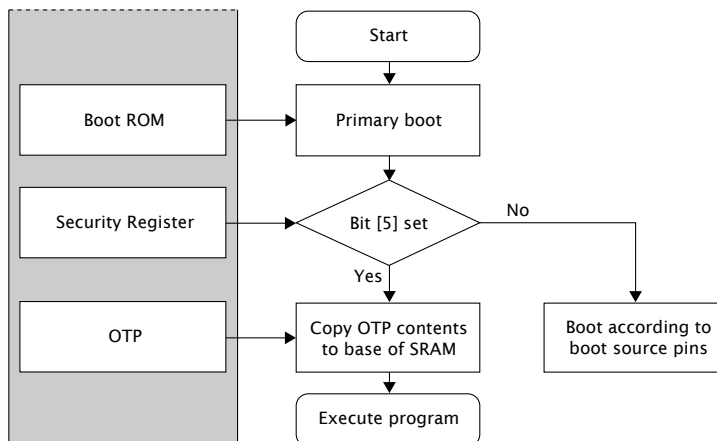 Start
Boot ROM
Primary boot
Security Register
Bit [5] set
No
Yes
OTP
Copy OTP contents
to base of SRAM
Boot according to
boot source pins
Execute program